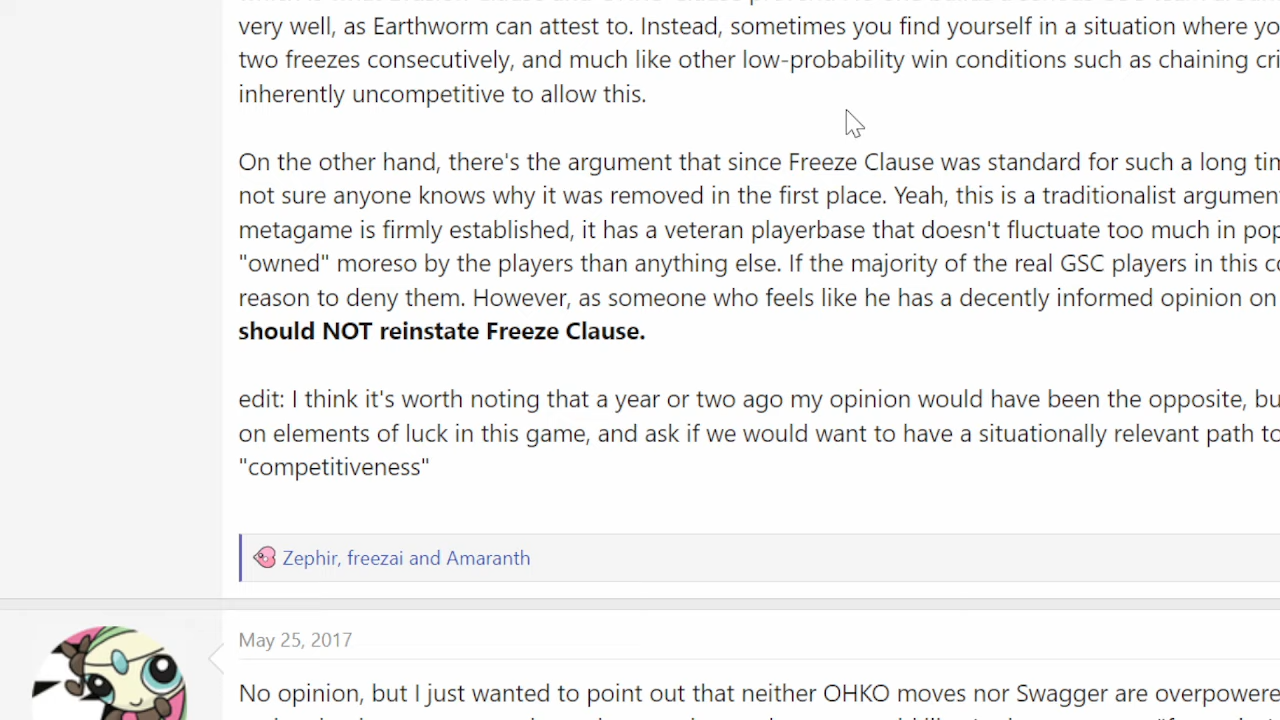 very well, as Earthworm can attest to. Instead, sometimes you find yourself in a situation where yo
two freezes consecutively, and much like other low-probability win conditions such as chaining cri
inherently uncompetitive to allow this.
On the other hand, there's the argument that since Freeze Clause was standard for such a long tim
not sure anyone knows why it was removed in the first place. Yeah, this is a traditionalist argumen
metagame is firmly established, it has a veteran playerbase that doesn't fluctuate too much in pop
"owned" moreso by the players than anything else. If the majority of the real GSC players in this co
reason to deny them. However, as someone who feels like he has a decently informed opinion on
should NOT reinstate Freeze Clause.
edit: I think it's worth noting that a year or two ago my opinion would have been the opposite, bu
on elements of luck in this game, and ask if we would want to have a situationally relevant path to
"competitiveness"
Zephir, freezai and Amaranth
May 25, 2017
No opinion, but I just wanted to point out that neither OHKO moves nor Swagger are overpowere